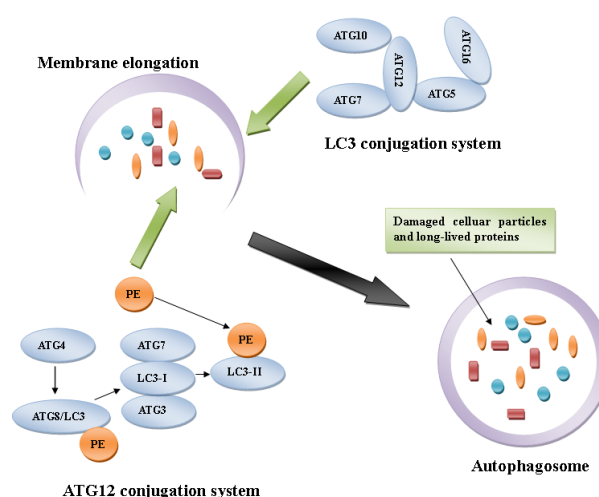 ATG10
ATG12
ATG16
ATG7
ATG5
LC3 conjugation system
Membrane elongation
Damaged celluar particles
and long-lived proteins
PE
PE
ATG4
ATG7
LC3-I
LC3-II
ATG3
ATG8/LC3
PE
ATG12 conjugation system
Autophagosome